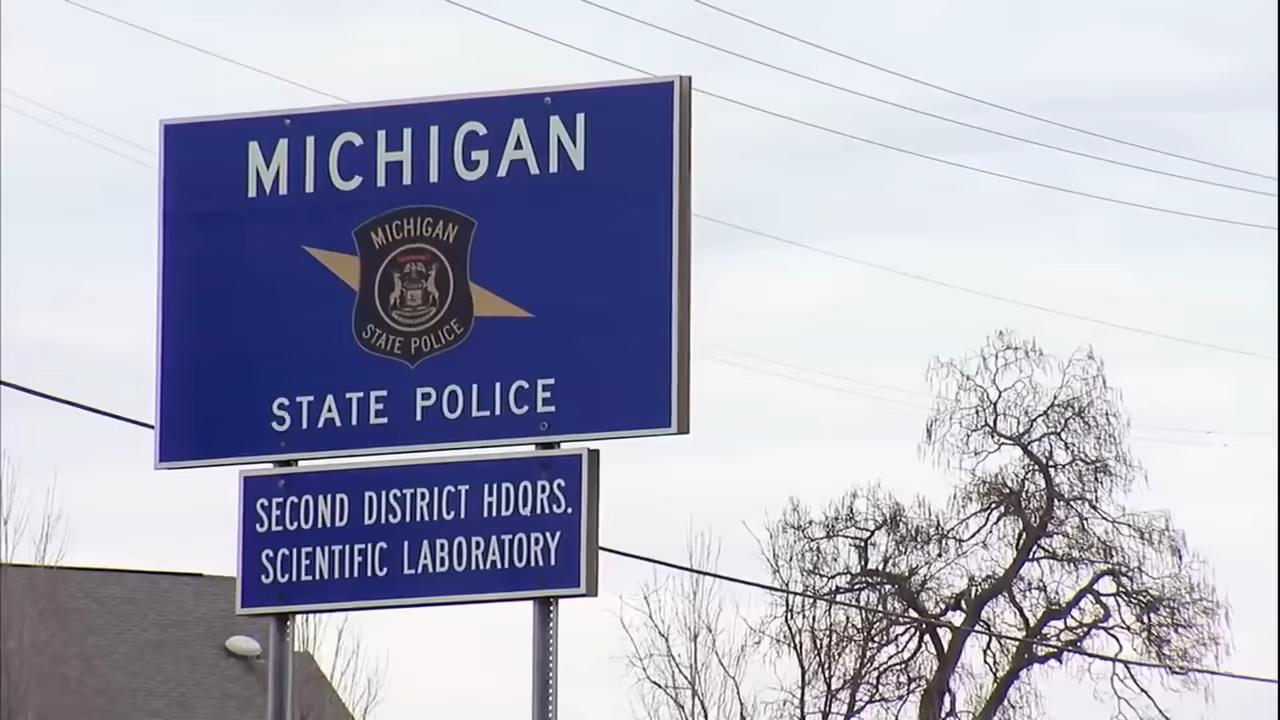 MICHIGAN
MICHIGAN
STATE POLICE
STATE POLICE
SECOND DISTRICT HDQRS.
SCIENTIFIC LABORATORY